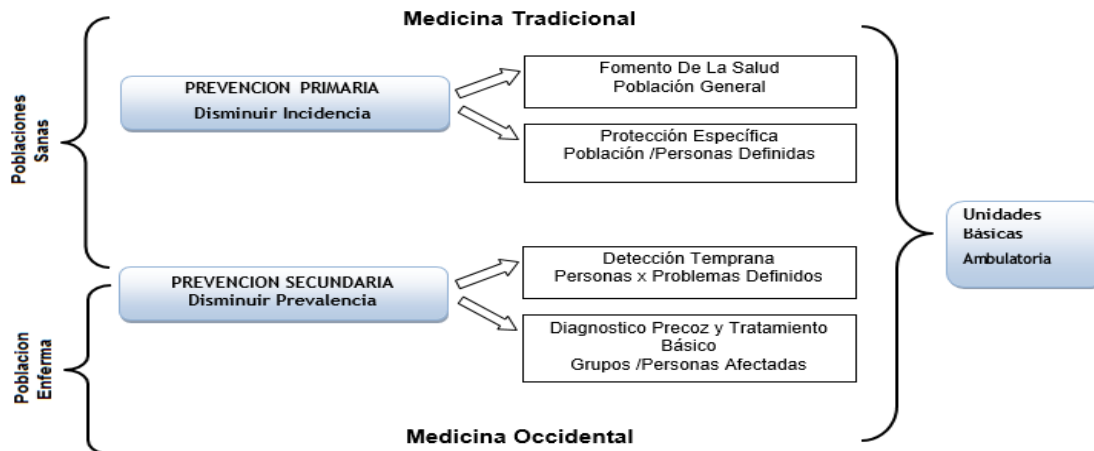 Medicina Tradicional
Poblaciones
Sanas
PREVENCION PRIMARIA
Disminuir Incidencia
Fomento De La Salud
Población General
Protección Específica
Población /Personas Definidas
Unidades
Básicas
Ambulatoria
Poblacion
Enferma
PREVENCION SECUNDARIA
Disminuir Prevalencia
Detección Temprana
Personas x Problemas Definidos
Diagnostico Precoz y Tratamiento
Básico
Grupos /Personas Afectadas
Medicina Occidental